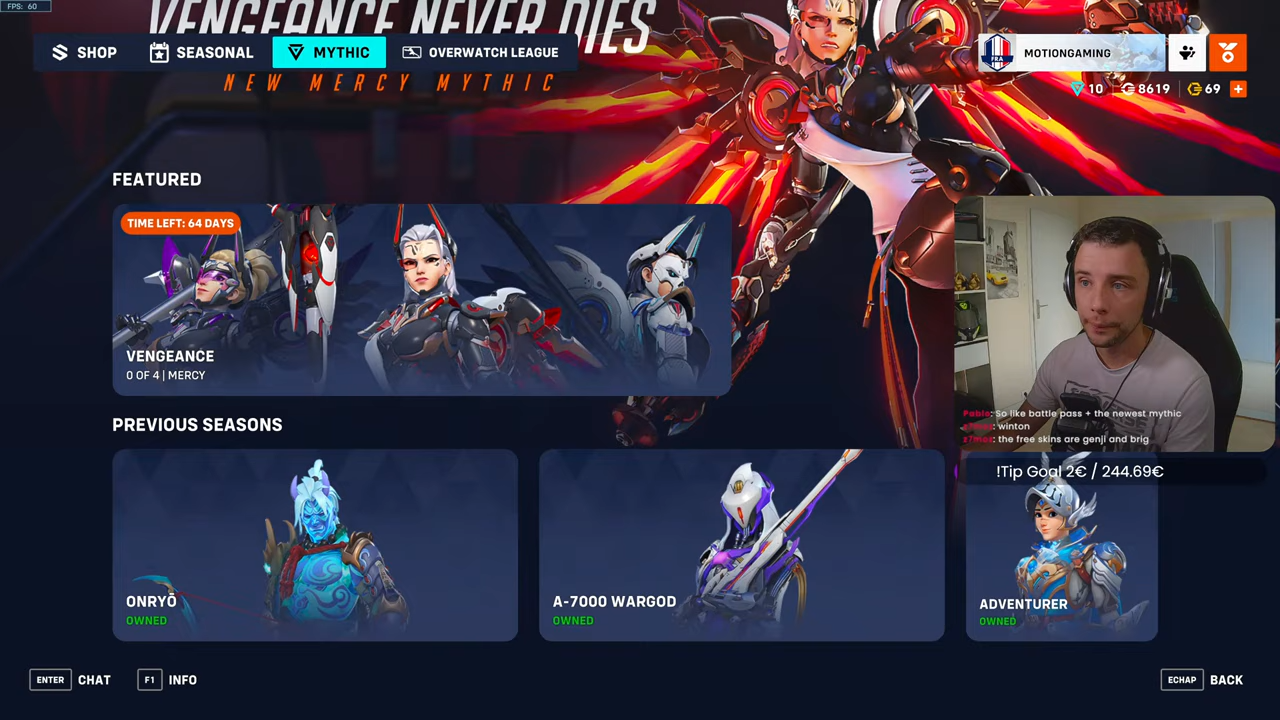 FPS: 60
VENGEANCE NEVER DIES
SHOP
SEASONAL
MYTHIC
OVERWATCH LEAGUE
FRA
MOTIONGAMING
NEW MERCY MYTHIC
10
8619
69
FEATURED
TIME LEFT: 64 DAYS
VENGEANCE
0 OF 4 | MERCY
Pablo: So like battle pass + the newest mythic
: winton
: the free skins are genji and brig
PREVIOUS SEASONS
!Tip Goal 2€ / 244.69€
ONRYŌ
OWNED
A-7000 WARGOD
OWNED
ADVENTURER
OWNED
ENTER CHAT
F1 INFO
ECHAP BACK